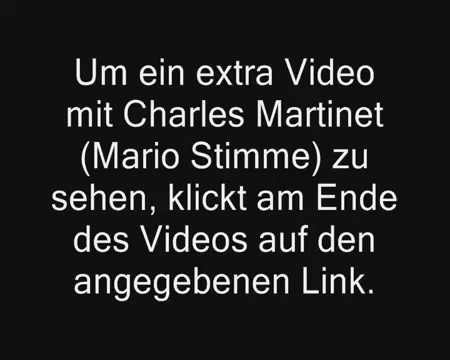 Um ein extra Video
mit Charles Martinet
(Mario Stimme) zu
sehen, klickt am Ende
des Videos auf den
angegebenen Link.